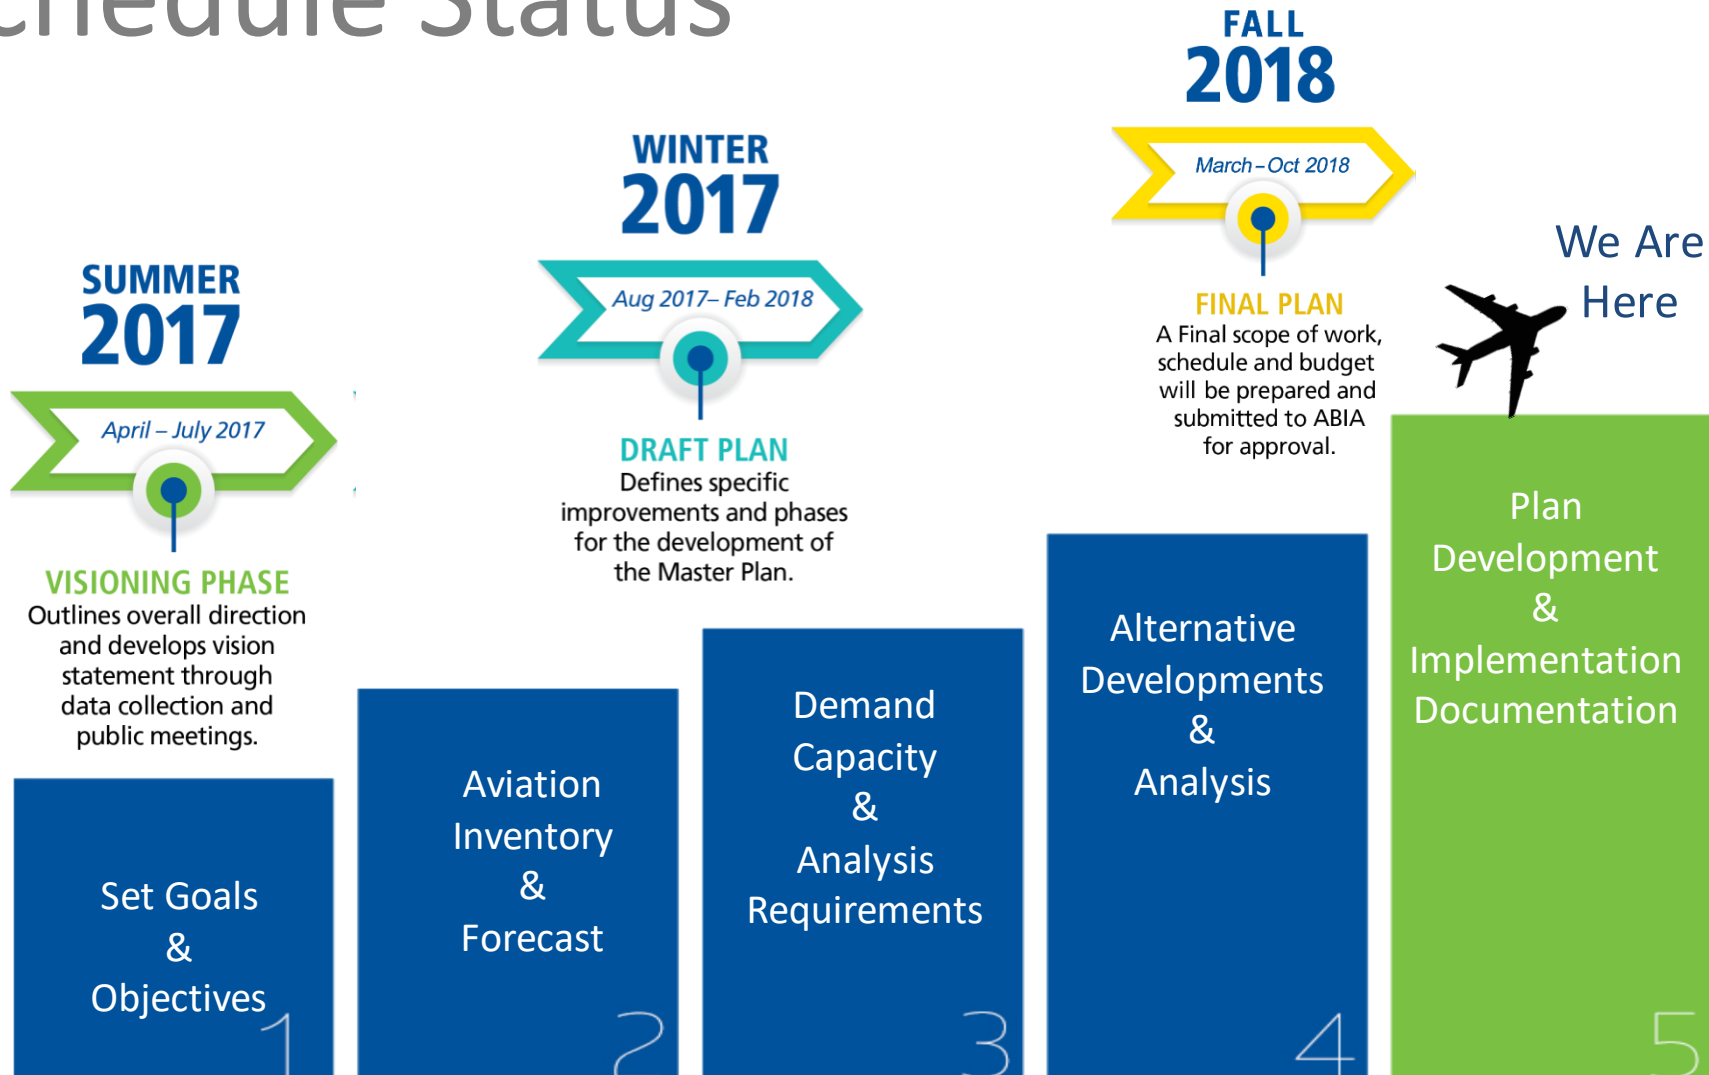 chedule Status
SUMMER
2017
April – July 2017
VISIONING PHASE
Outlines overall direction
and develops vision
statement through
data collection and
public meetings.
WINTER
2017
Aug 2017– Feb 2018
DRAFT PLAN
Defines specific
improvements and phases
for the development of
the Master Plan.
FALL
2018
March – Oct 2018
FINAL PLAN
A Final scope of work,
schedule and budget
will be prepared and
submitted to ABIA
for approval.
We Are
Here
Set Goals
&
Objectives
1
Aviation
Inventory
&
Forecast
2
Demand
Capacity
&
Analysis
Requirements
3
Alternative
Developments
&
Analysis
4
Plan
Development
&
Implementation
Documentation
5